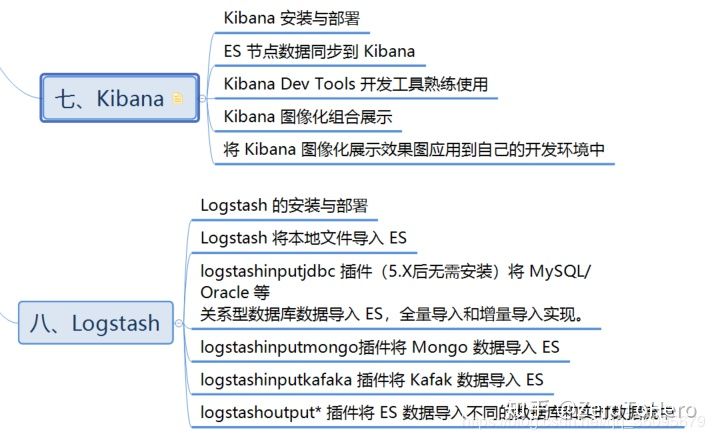 七、Kibana
Kibana 安装与部署
ES 节点数据同步到 Kibana
Kibana Dev Tools 开发工具熟练使用
Kibana 图像化组合展示
将 Kibana 图像化展示效果图应用到自己的开发环境中
八、Logstash
Logstash 的安装与部署
Logstash 将本地文件导入 ES
logstashinputjdbc 插件（5.X后无需安装）将 MySQL/
Oracle 等
关系型数据库数据导入 ES，全量导入和增量导入实现。
logstashinputmongo插件将 Mongo 数据导入 ES
logstashinputkafaka 插件将 Kafak 数据导入 ES
logstashoutput* 插件将 ES 数据导入不同的数据库和实时数据
知乎